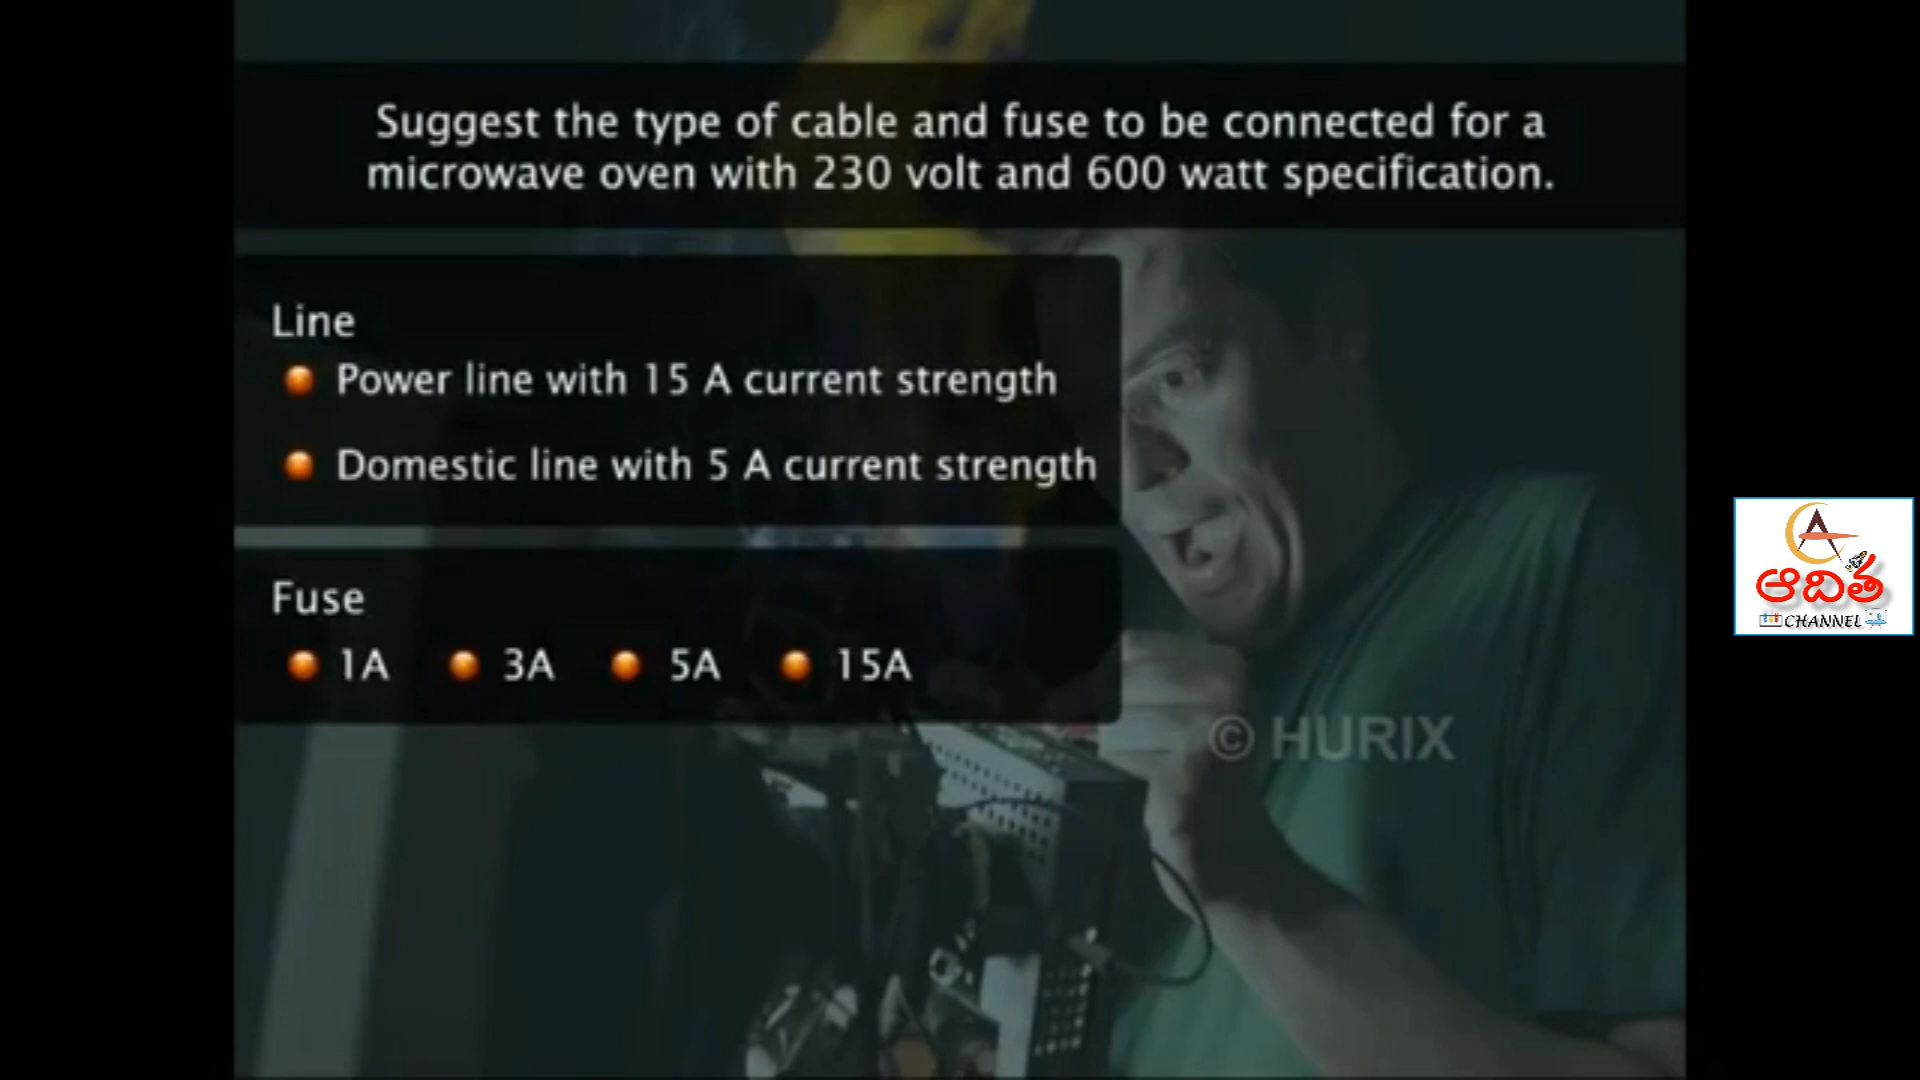 Suggest the type of cable and fuse to be connected for a
microwave oven with 230 volt and 600 watt specification.
Line
Power line with 15 A current strength
Domestic line with 5 A current strength
Fuse
1A 3A 5A 15A
© HURIX
ఆదిత్య
CHANNEL